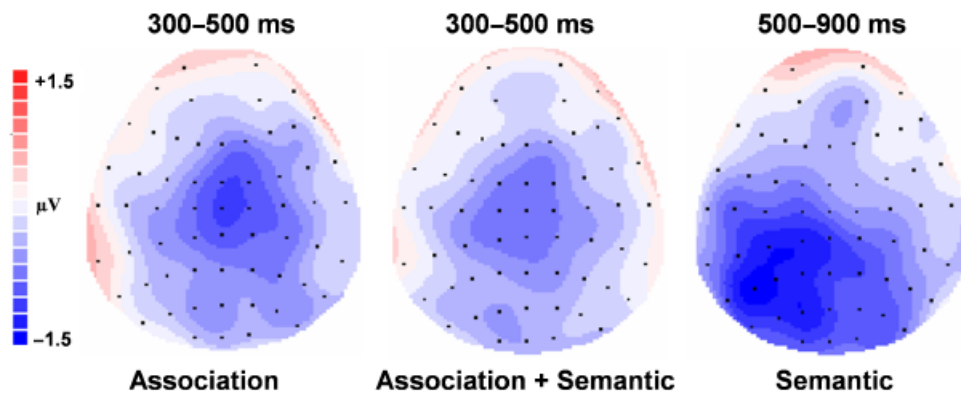 300–500 ms
300–500 ms
500–900 ms
+1.5
µV
–1.5
Association
Association + Semantic
Semantic